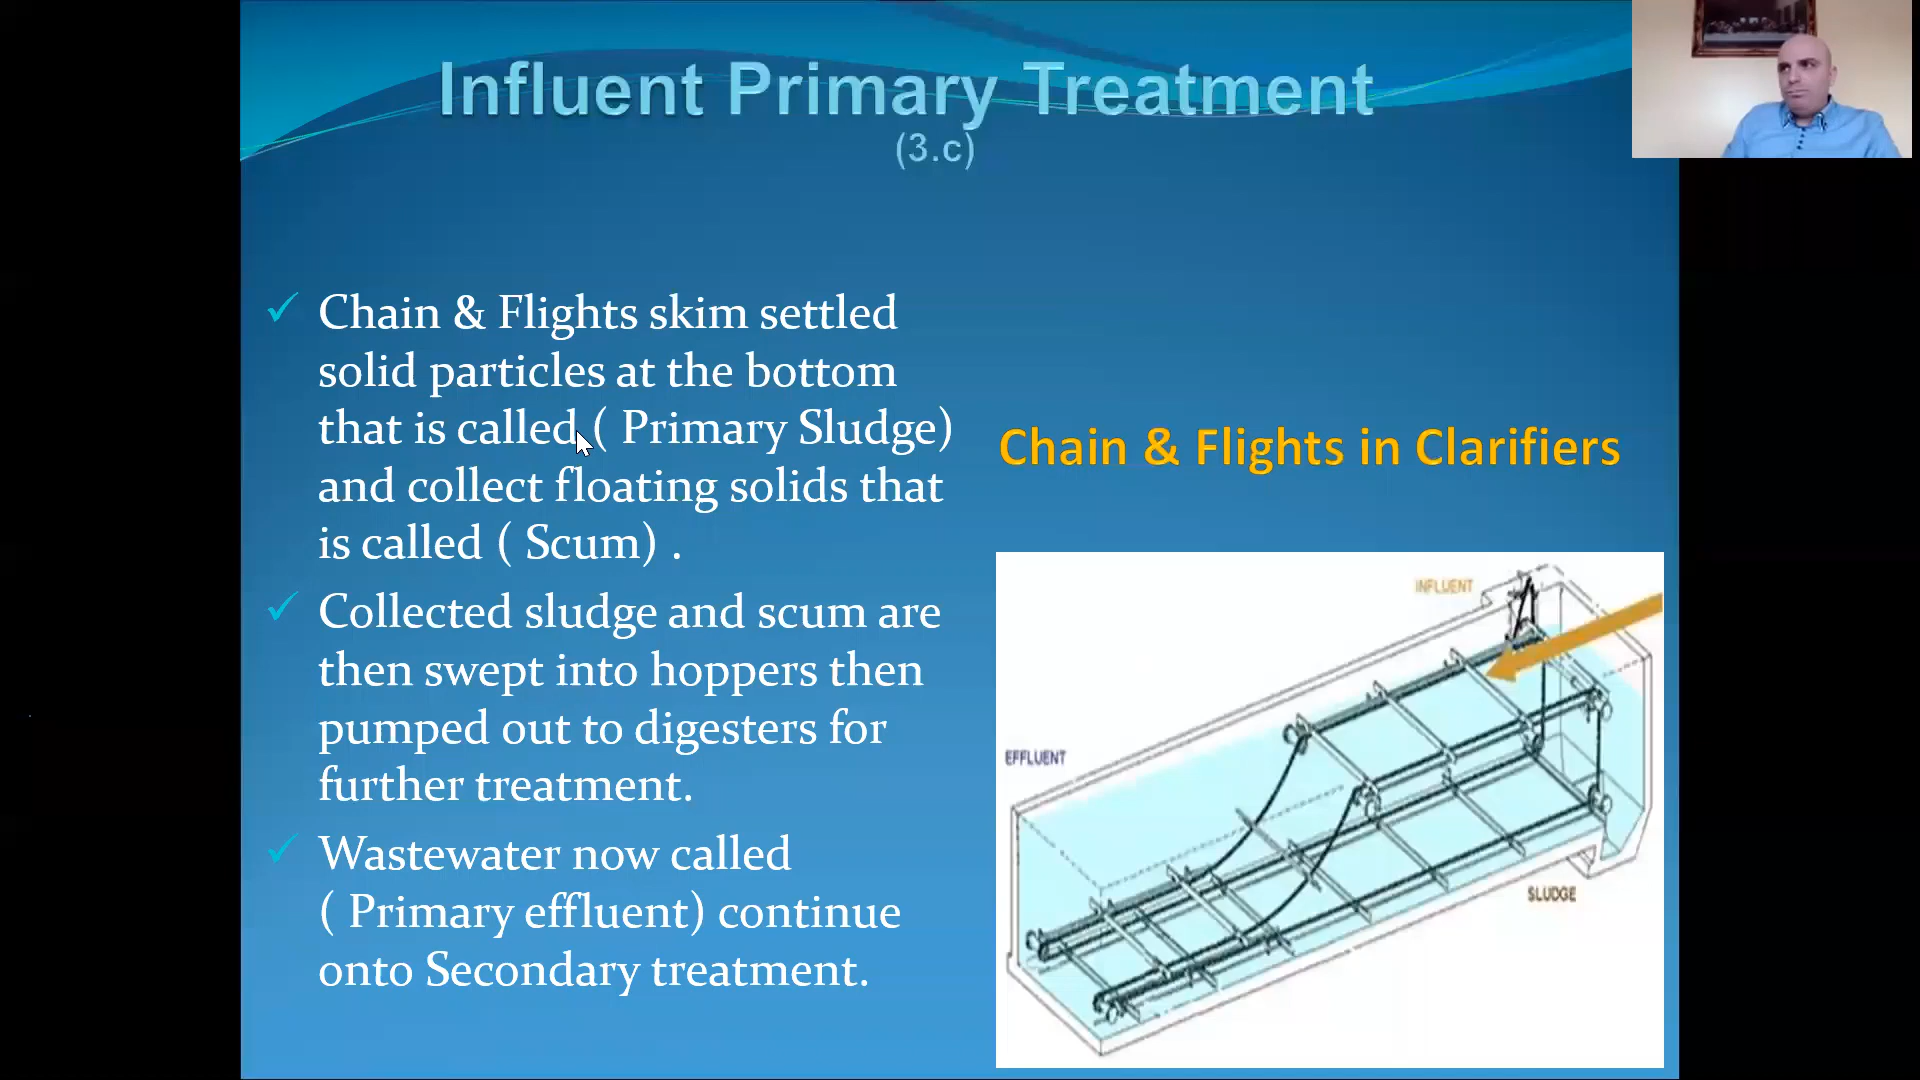 Influent Primary Treatment
(3.c)
Chain & Flights skim settled
solid particles at the bottom
that is called ( Primary Sludge)
and collect floating solids that
is called ( Scum) .
Collected sludge and scum are
then swept into hoppers then
pumped out to digesters for
further treatment.
Wastewater now called
( Primary effluent) continue
onto Secondary treatment.
Chain & Flights in Clarifiers
INFLUENT
EFFLUENT
SLUDGE